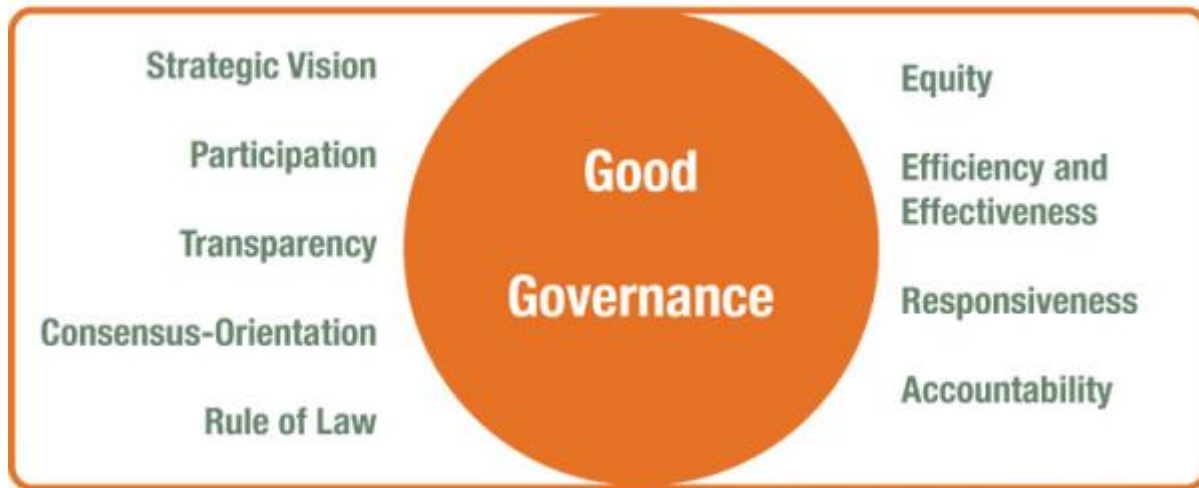 Strategic Vision
Participation
Transparency
Consensus-Orientation
Rule of Law
Good
Governance
Equity
Efficiency and
Effectiveness
Responsiveness
Accountability